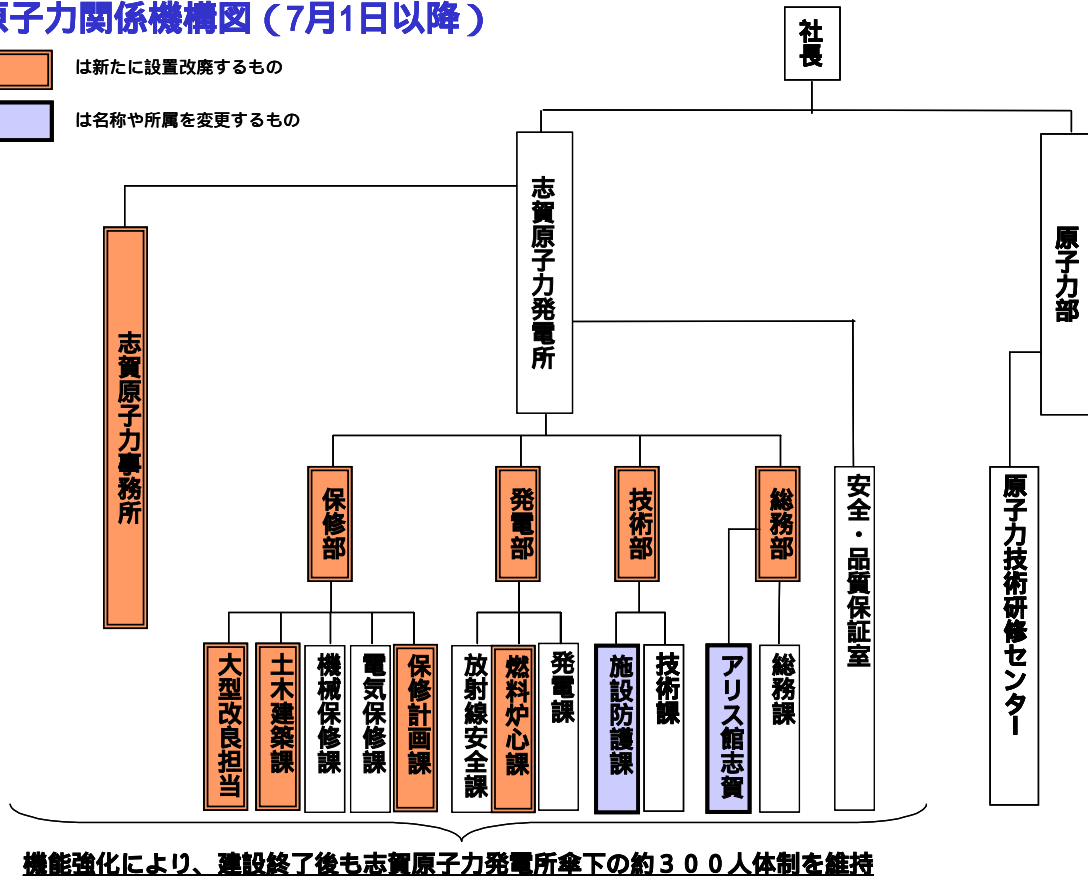 原子力関係機構図（7月1日以降）
は新たに設置改廃するもの
は名称や所属を変更するもの
社長
志賀原子力発電所
原子力部
志賀原子力事務所
保修部
発電部
技術部
総務部
安全・品質保証室
原子力技術研修センター
大型改良担当
土木建築課
機械保修課
電気保修課
保修計画課
放射線安全課
燃料炉心課
発電課
施設防護課
技術課
アリス館志賀
総務課
機能強化により、建設終了後も志賀原子力発電所傘下の約３００人体制を維持